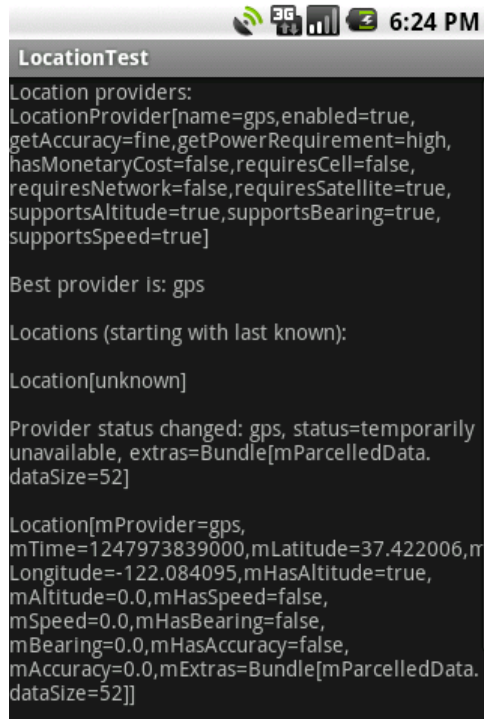 3G 6:24 PM
LocationTest
Location providers:
LocationProvider[name=gps,enabled=true,
getAccuracy=fine,getPowerRequirement=high,
hasMonetaryCost=false,requiresCell=false,
requiresNetwork=false,requiresSatellite=true,
supportsAltitude=true,supportsBearing=true,
supportsSpeed=true]
Best provider is: gps
Locations (starting with last known):
Location[unknown]
Provider status changed: gps, status=temporarily
unavailable, extras=Bundle[mParcelledData.
dataSize=52]
Location[mProvider=gps,
mTime=1247973839000,mLatitude=37.422006,m
Longitude=-122.084095,mHasAltitude=true,
mAltitude=0.0,mHasSpeed=false,
mSpeed=0.0,mHasBearing=false,
mBearing=0.0,mHasAccuracy=false,
mAccuracy=0.0,mExtras=Bundle[mParcelledData.
dataSize=52]]